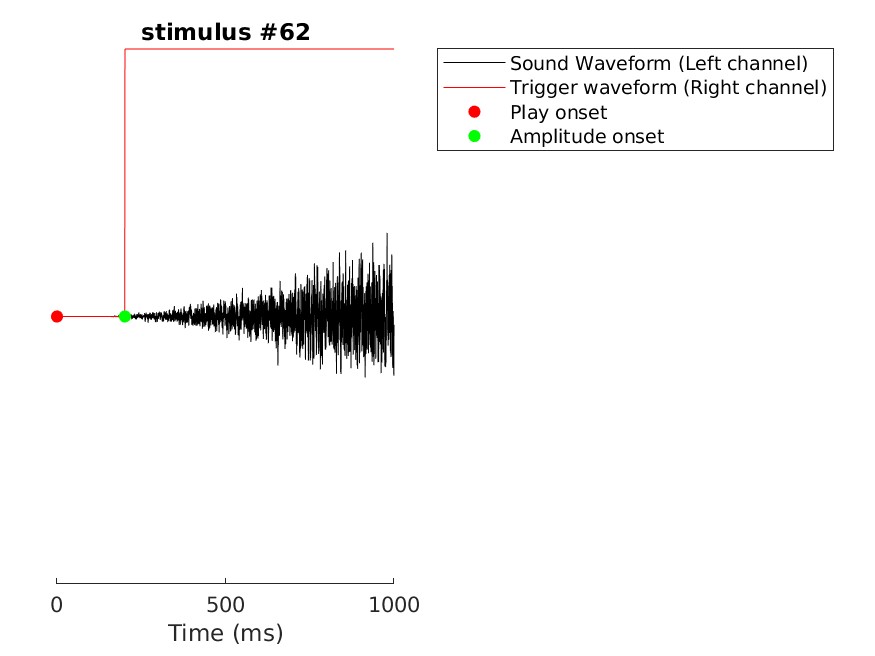 stimulus #62
Sound Waveform (Left channel)
Trigger waveform (Right channel)
Play onset
Amplitude onset
0 500 1000
Time (ms)